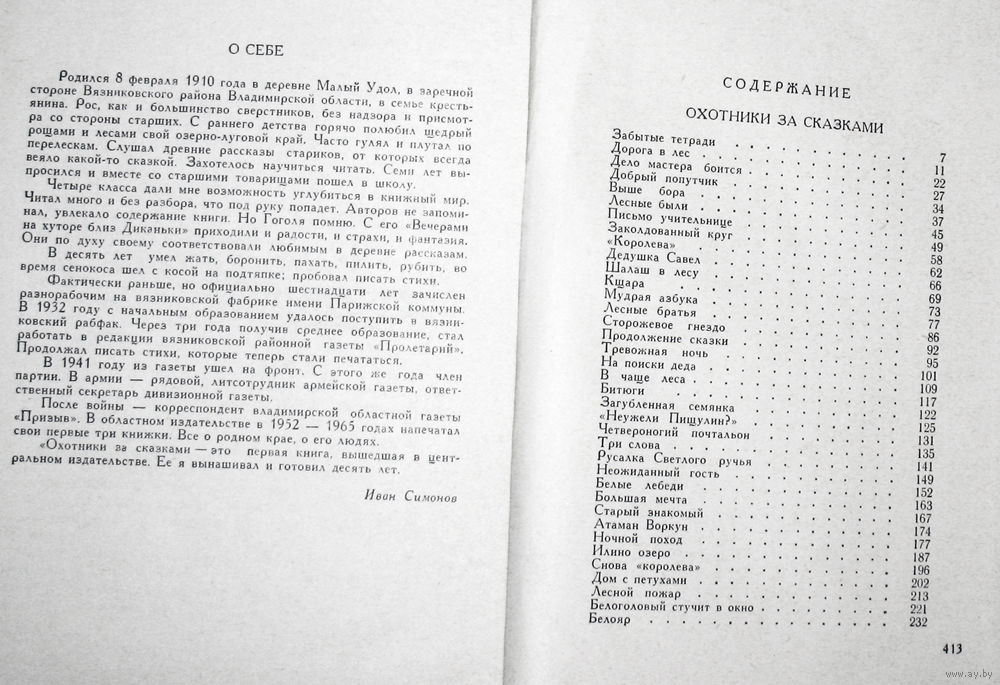 О СЕБЕ
Родился 8 февраля 1910 года в деревне Малый Удол, в заречной
стороне Вязниковского района Владимирской области, в семье кресть-
янина. Рос, как и большинство сверстников, без надзора и присмот-
ра со стороны старших. С раннего детства горячо полюбил щедрый
рощами и лесами свой озерно-луговой край. Часто гулял и плутал по
перелескам. Слушал древние рассказы стариков, от которых всегда
веяло какой-то сказкой. Захотелось научиться читать. Семи лет вы-
просился и вместе со старшими товарищами пошел в школу.
Четыре класса дали мне возможность углубиться в книжный мир.
Читал много и без разбора, что под руку попадет. Авторов не запоми-
нал, увлекало содержание книги. Но Гоголя помню. С его «Вечерами
на хуторе близ Диканьки» приходили и радости, и страхи, и фантазия.
Они по духу своему соответствовали любимым в деревне рассказам.
В десять лет умел жать, боронить, пахать, пилить, рубить, во
время сенокоса шел с косой на подтяпке; пробовал писать стихи.
Фактически раньше, но официально шестнадцати лет зачислен
разнорабочим на вязниковской фабрике имени Парижской коммуны.
В 1932 году с начальным образованием удалось поступить в вязни-
ковский рабфак. Через три года получив среднее образование, стал
работать в редакции вязниковской районной газеты «Пролетарий».
Продолжал писать стихи, которые теперь стали печататься.
В 1941 году из газеты ушел на фронт. С этого же года член
партии. В армии — рядовой, литсотрудник армейской газеты, ответ-
ственный секретарь дивизионной газеты.
После войны — корреспондент владимирской областной газеты
«Призыв». В областном издательстве в 1952 — 1965 годах напечатал
свои первые три книжки. Все о родном крае, о его людях.
«Охотники за сказками — это первая книга, вышедшая в цент-
ральном издательстве. Ее я вынашивал и готовил десять лет.
Иван Симонов
СОДЕРЖАНИЕ
ОХОТНИКИ ЗА СКАЗКАМИ
Забытые тетради . . . . . . . . . . 7
Дорога в лес . . . . . . . . . . 11
Дело мастера боится . . . . . . . . . . 22
Добрый попутчик . . . . . . . . . . 27
Выше бора . . . . . . . . . . 34
Лесные были . . . . . . . . . . 37
Письмо учительнице . . . . . . . . . . 45
Заколдованный круг . . . . . . . . . . 49
«Королева» . . . . . . . . . . 58
Дедушка Савел . . . . . . . . . . 62
Шалаш в лесу . . . . . . . . . . 66
Кшара . . . . . . . . . . 69
Мудрая азбука . . . . . . . . . . 73
Лесные братья . . . . . . . . . . 77
Сторожевое гнездо . . . . . . . . . . 86
Продолжение сказки . . . . . . . . . . 92
Тревожная ночь . . . . . . . . . . 95
На поиски деда . . . . . . . . . . 101
В чаще леса . . . . . . . . . . 109
Битюги . . . . . . . . . . 117
Загубленная семянка . . . . . . . . . . 122
«Неужели Пищулин?» . . . . . . . . . . 125
Четвероногий почтальон . . . . . . . . . . 131
Три слова . . . . . . . . . . 135
Русалка Светлого ручья . . . . . . . . . . 141
Неожиданный гость . . . . . . . . . . 149
Белые лебеди . . . . . . . . . . 152
Большая мечта . . . . . . . . . . 163
Старый знакомый . . . . . . . . . . 167
Атаман Воркун . . . . . . . . . . 174
Ночной поход . . . . . . . . . . 177
Илино озеро . . . . . . . . . . 187
Снова «королева» . . . . . . . . . . 196
Дом с петухами . . . . . . . . . . 202
Лесной пожар . . . . . . . . . . 213
Белоголовый стучит в окно . . . . . . . . . . 221
Белояр . . . . . . . . . . 232
413
www.ay.by